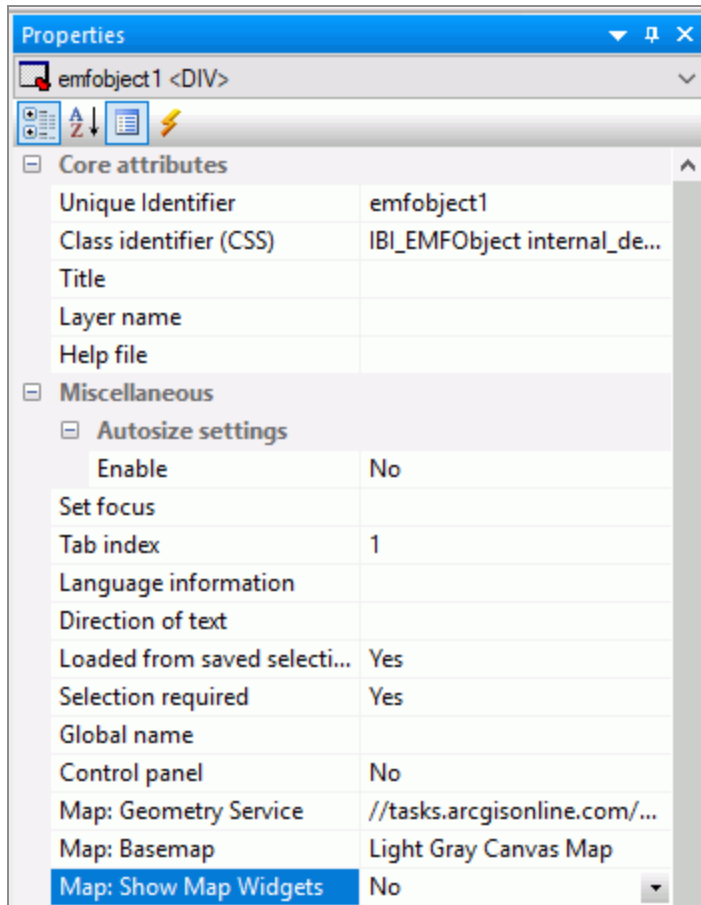 Properties
emfobject1 <DIV>
Core attributes
Unique Identifier emfobject1
Class identifier (CSS) IBI_EMFObject internal_de...
Title
Layer name
Help file
Miscellaneous
Autosize settings
Enable No
Set focus
Tab index 1
Language information
Direction of text
Loaded from saved selecti... Yes
Selection required Yes
Global name
Control panel No
Map: Geometry Service //tasks.arcgisonline.com/...
Map: Basemap Light Gray Canvas Map
Map: Show Map Widgets No